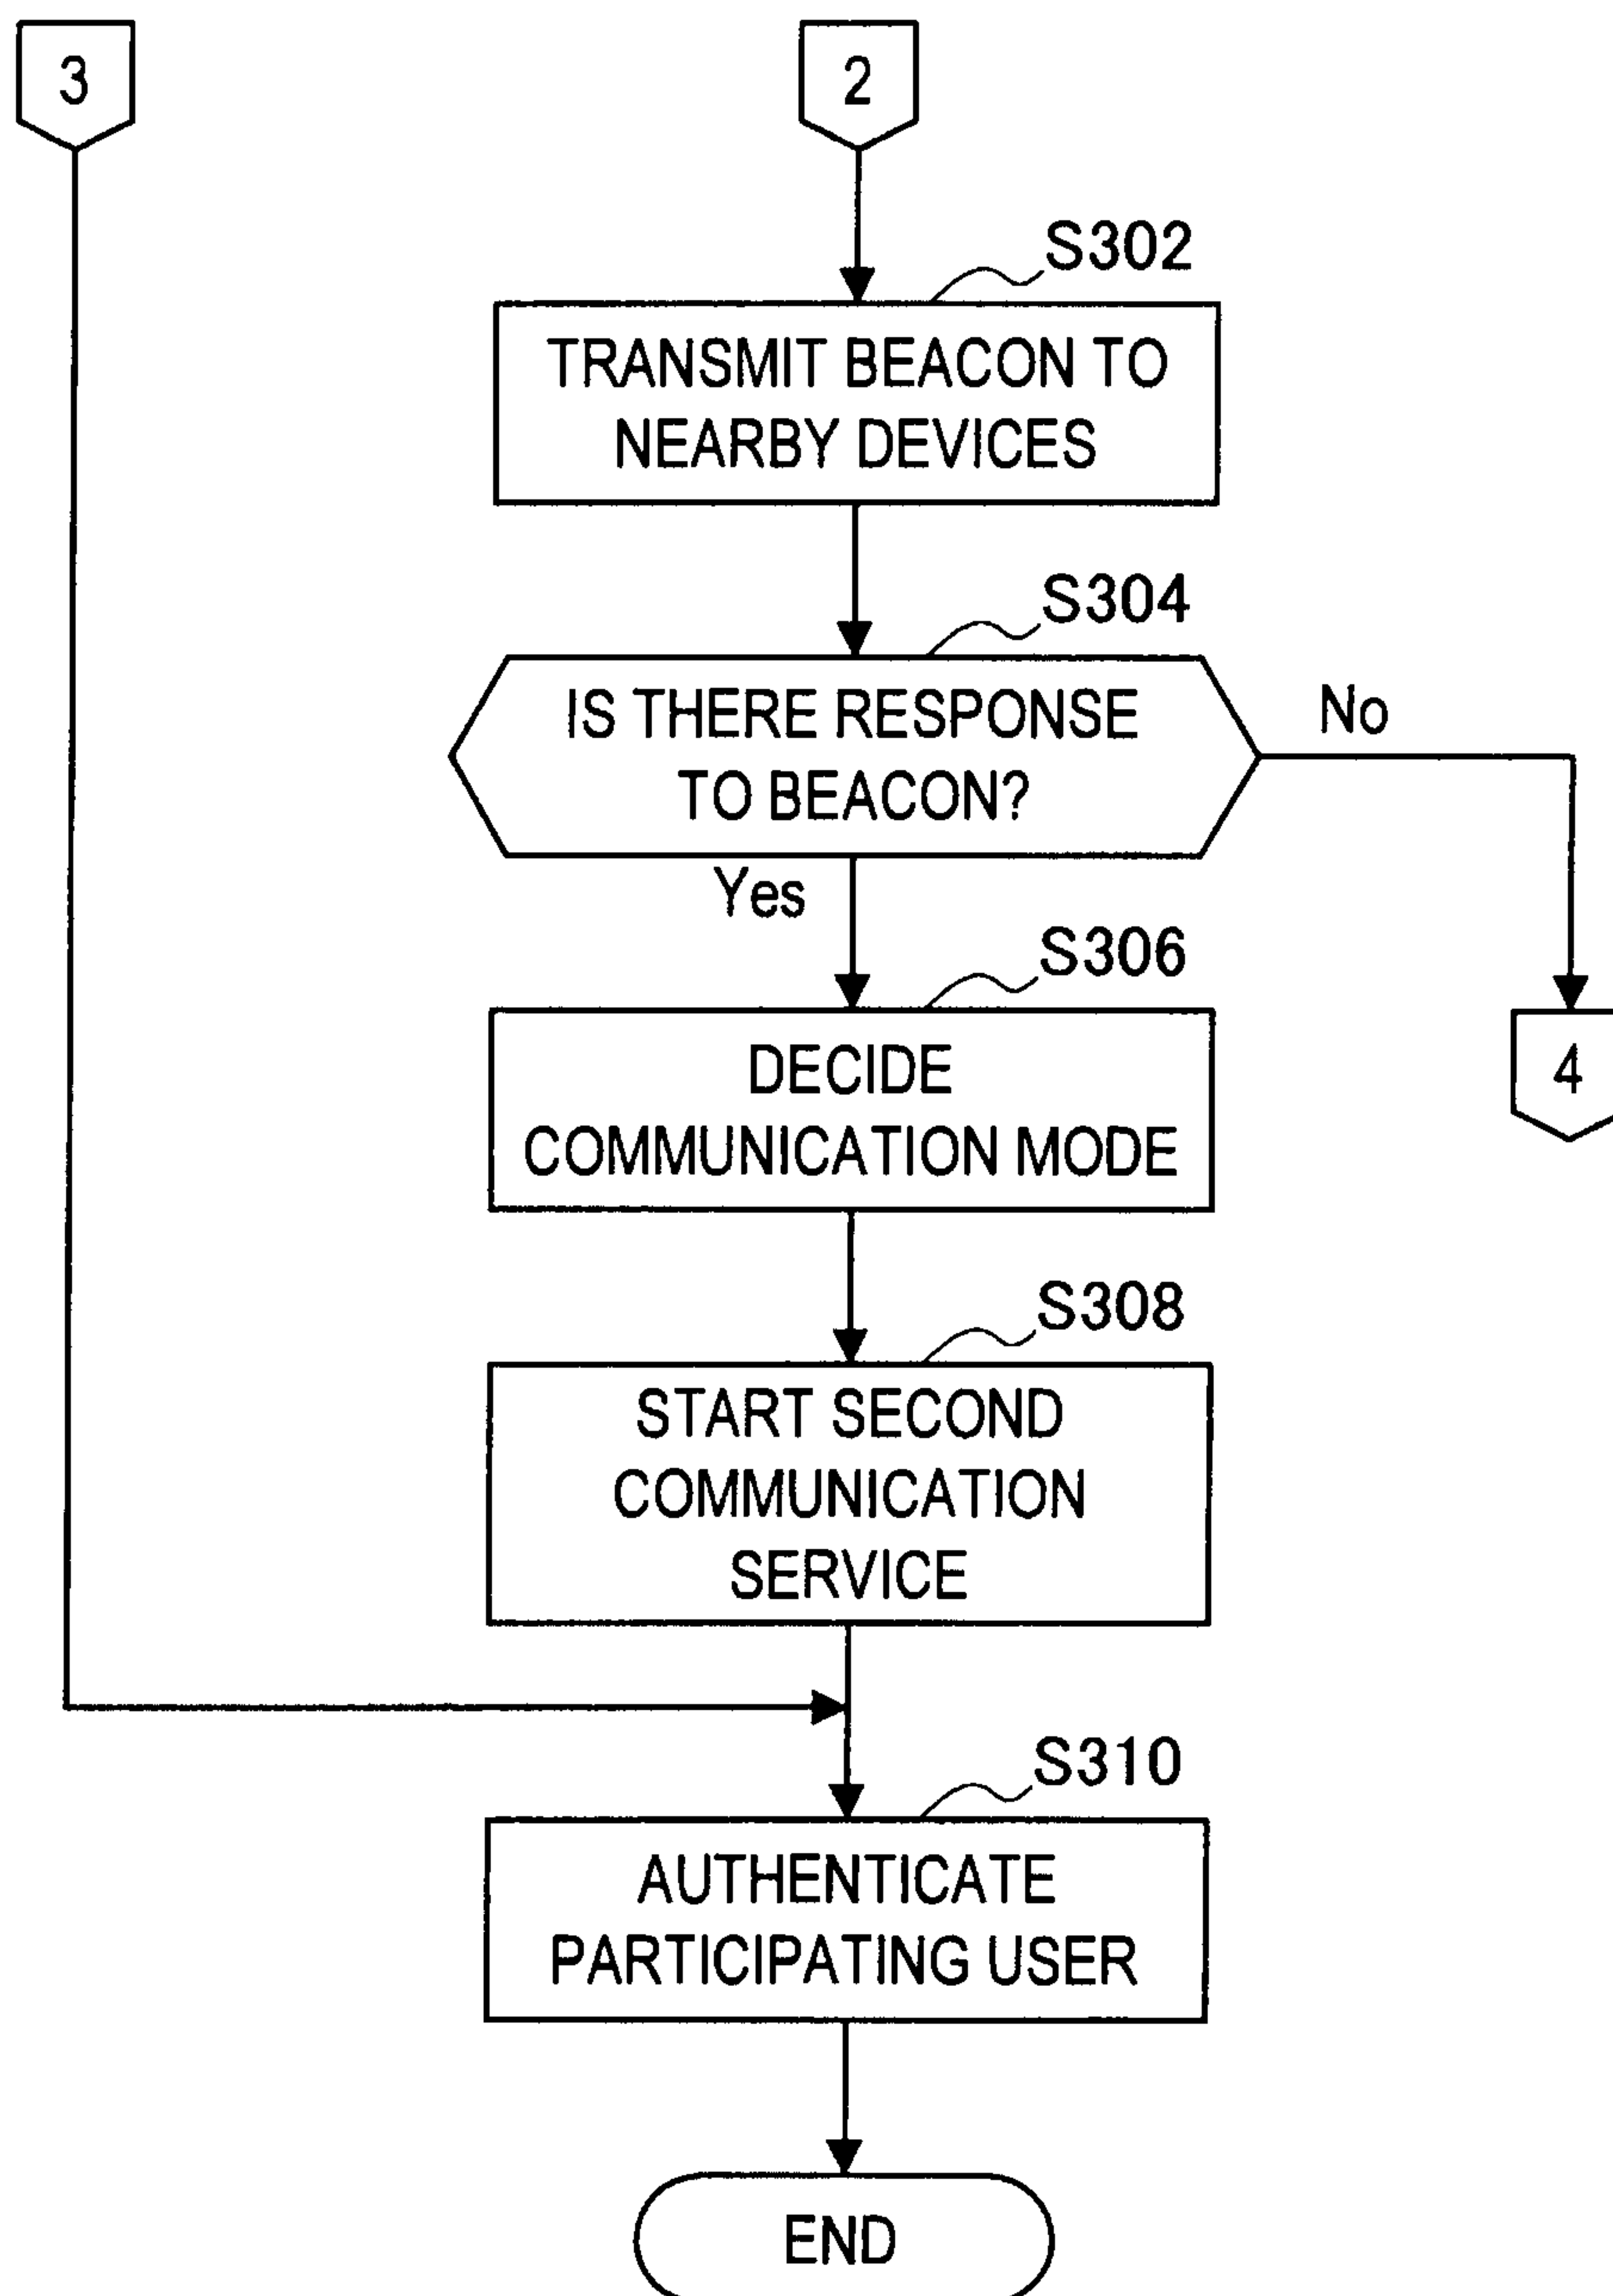 3
2
S302
TRANSMIT BEACON TO
NEARBY DEVICES
S304
IS THERE RESPONSE
TO BEACON?
No
Yes
S306
DECIDE
COMMUNICATION MODE
4
S308
START SECOND
COMMUNICATION
SERVICE
S310
AUTHENTICATE
PARTICIPATING USER
END